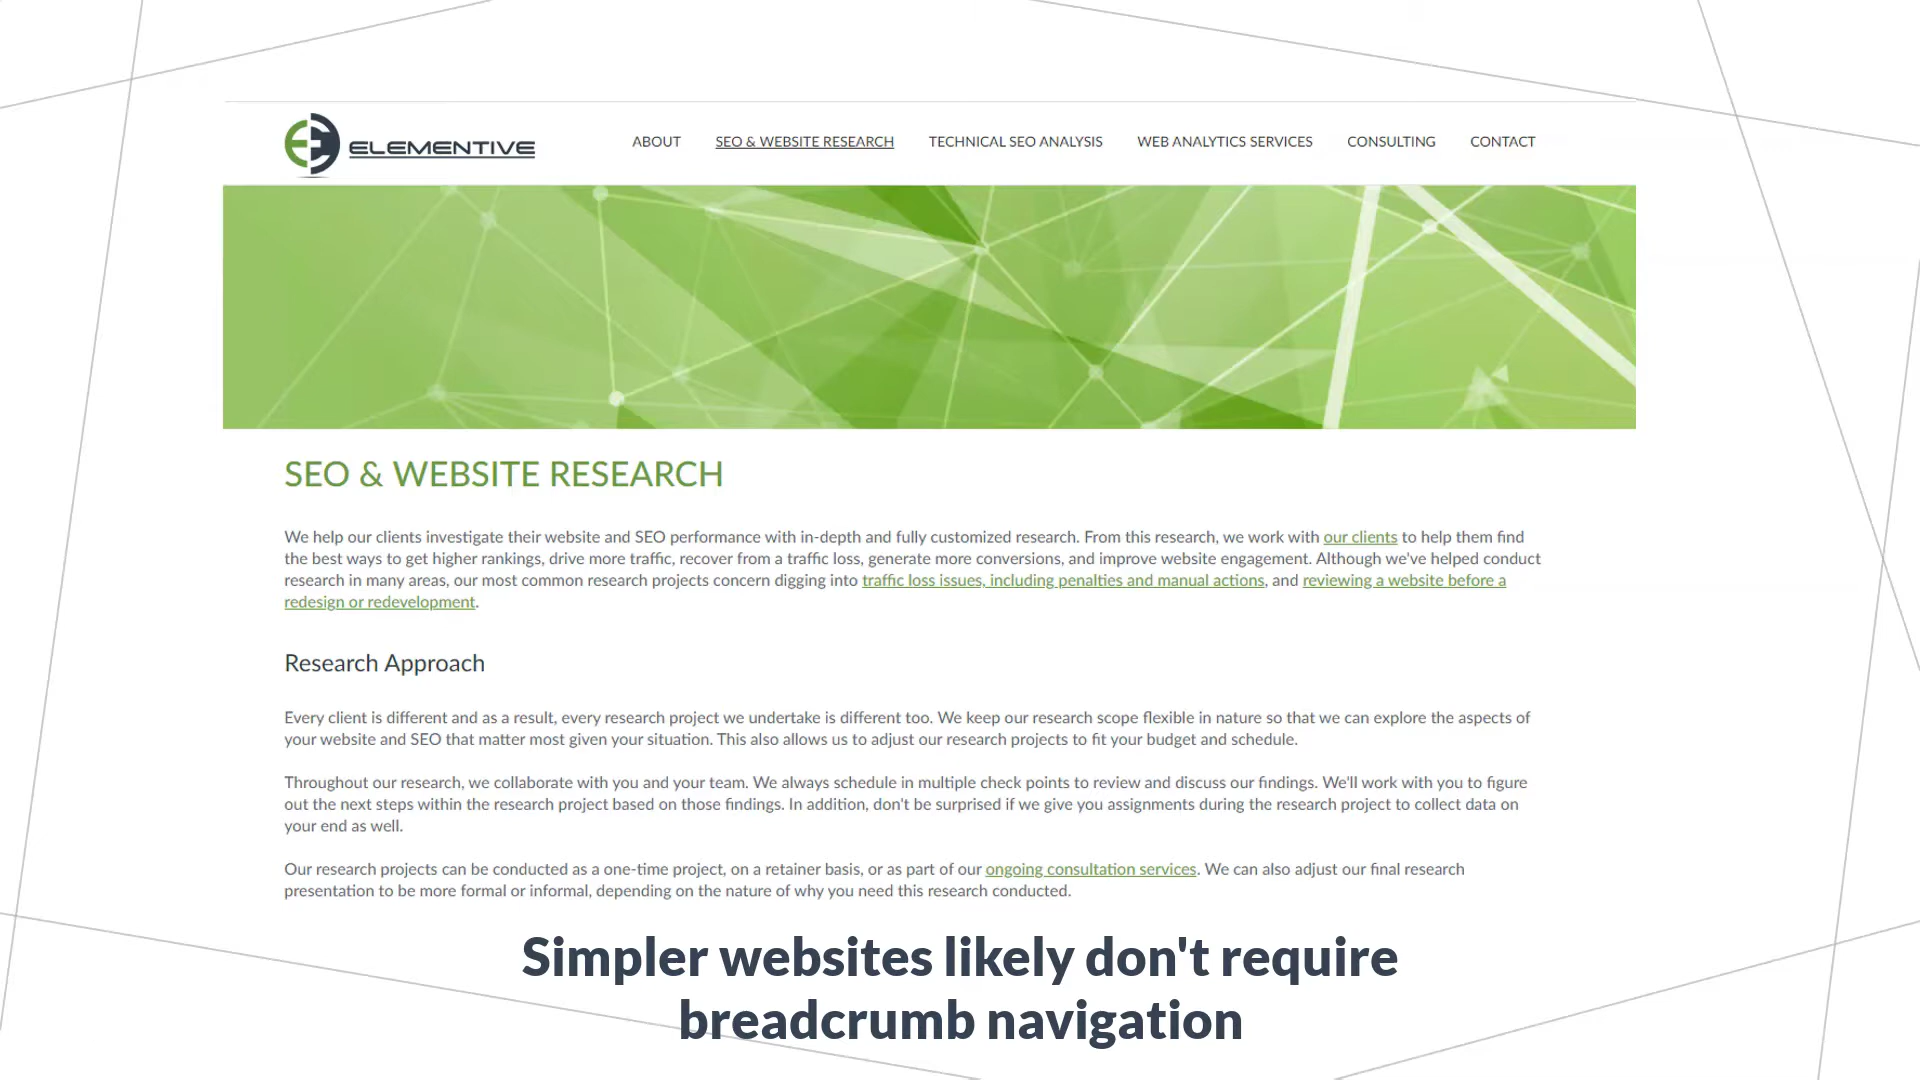 ELEMENTIVE
ABOUT SEO & WEBSITE RESEARCH TECHNICAL SEO ANALYSIS WEB ANALYTICS SERVICES CONSULTING CONTACT
SEO & WEBSITE RESEARCH
We help our clients investigate their website and SEO performance with in-depth and fully customized research. From this research, we work with our clients to help them find
the best ways to get higher rankings, drive more traffic, recover from a traffic loss, generate more conversions, and improve website engagement. Although we've helped conduct
research in many areas, our most common research projects concern digging into traffic loss issues, including penalties and manual actions, and reviewing a website before a
redesign or redevelopment.
Research Approach
Every client is different and as a result, every research project we undertake is different too. We keep our research scope flexible in nature so that we can explore the aspects of
your website and SEO that matter most given your situation. This also allows us to adjust our research projects to fit your budget and schedule.
Throughout our research, we collaborate with you and your team. We always schedule in multiple check points to review and discuss our findings. We'll work with you to figure
out the next steps within the research project based on those findings. In addition, don't be surprised if we give you assignments during the research project to collect data on
your end as well.
Our research projects can be conducted as a one-time project, on a retainer basis, or as part of our ongoing consultation services. We can also adjust our final research
presentation to be more formal or informal, depending on the nature of why you need this research conducted.
Simpler websites likely don't require
breadcrumb navigation